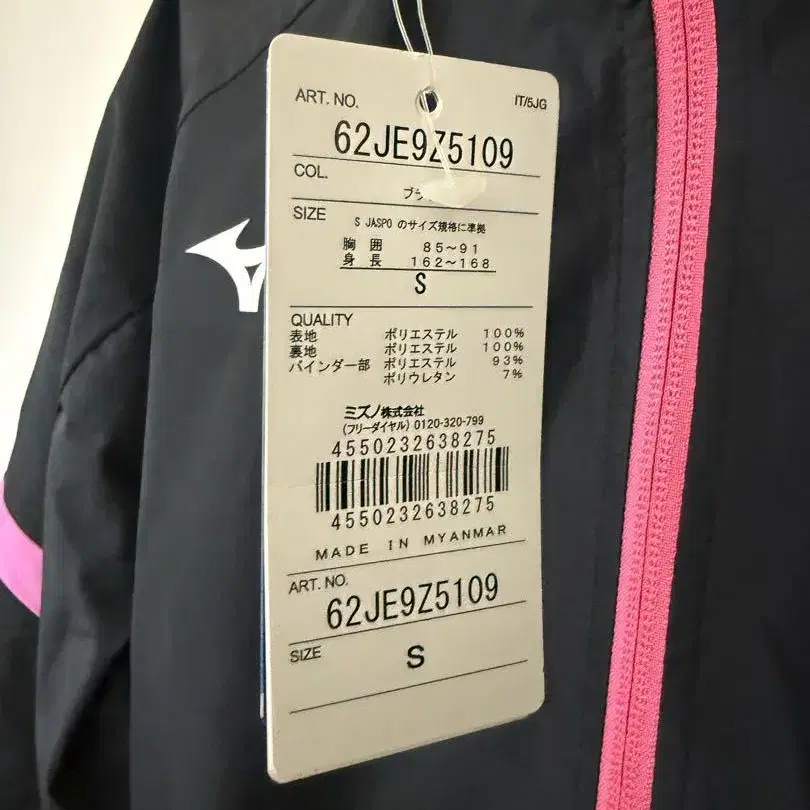 ART. NO.
IT/5JG
62JE9Z5109
COL.
SIZE
S JASPO のサイズ規格に準拠
胸 囲 85~91
身 長 162~168
S
QUALITY
表地 ポリエステル 100%
裏地 ポリエステル 100%
バインダー部 ポリエステル 93%
ポリウレタン 7%
ミズノ株式会社
(フリーダイヤル) 0120-320-799
4550232638275
4550232638275
MADE IN MYANMAR
ART. NO.
62JE9Z5109
SIZE
S